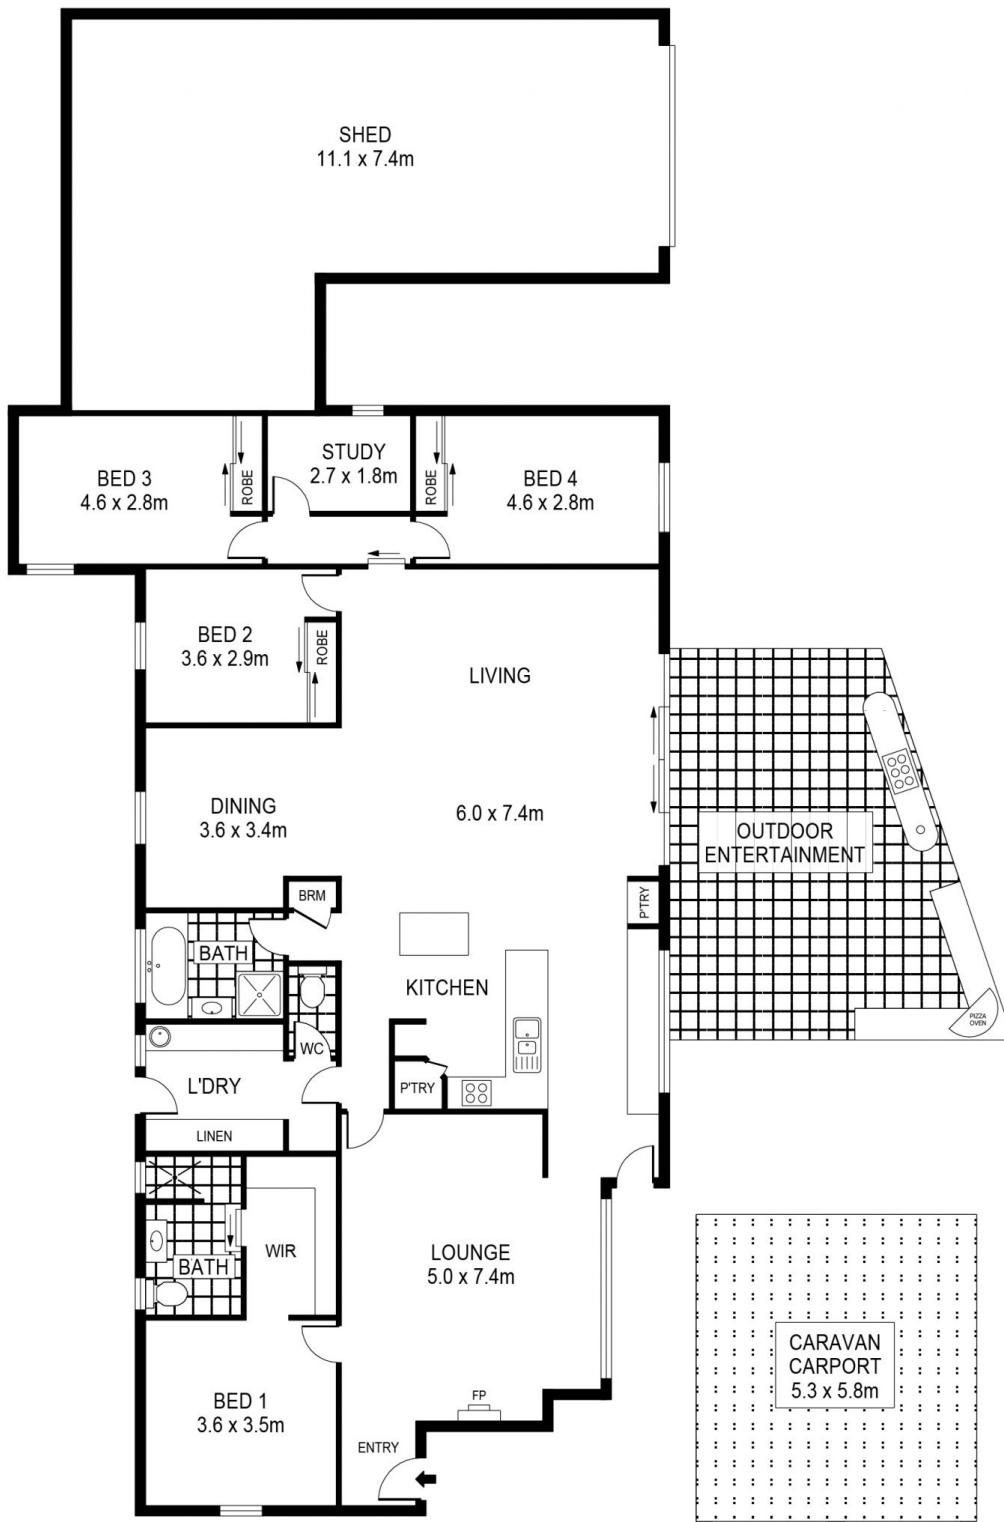 SHED
11.1 x 7.4m
BED 3
4.6 x 2.8m
ROBE
STUDY
2.7 x 1.8m
ROBE
BED 4
4.6 x 2.8m
BED 2
3.6 x 2.9m
ROBE
LIVING
6.0 x 7.4m
DINING
3.6 x 3.4m
OUTDOOR
ENTERTAINMENT
BRM
P'TRY
BATH
KITCHEN
PIZZA
OVEN
WC
L'DRY
P'TRY
LINEN
WIR
BATH
LOUNGE
5.0 x 7.4m
CARAVAN
CARPORT
5.3 x 5.8m
BED 1
3.6 x 3.5m
FP
ENTRY